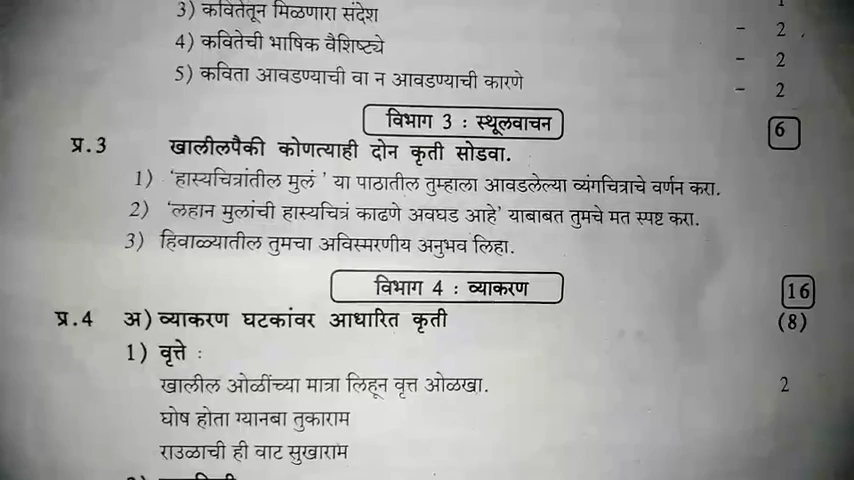 3) कवितेतून मिळणारा संदेश - 2
4) कवितेची भाषिक वैशिष्ट्ये - 2
5) कविता आवडण्याची वा न आवडण्याची कारणे - 2
विभाग 3 : स्थूलवाचन 6
प्र.3 खालीलपैकी कोणत्याही दोन कृती सोडवा.
1) 'हास्यचित्रांतील मुलं ' या पाठातील तुम्हाला आवडलेल्या व्यंगचित्राचे वर्णन करा.
2) 'लहान मुलांची हास्यचित्रं काढणे अवघड आहे' याबाबत तुमचे मत स्पष्ट करा.
3) हिवाळ्यातील तुमचा अविस्मरणीय अनुभव लिहा.
विभाग 4 : व्याकरण 16
प्र.4 अ) व्याकरण घटकांवर आधारित कृती (8)
1) वृत्ते :
खालील ओळींच्या मात्रा लिहून वृत्त ओळखा. 2
घोष होता ग्यानबा तुकाराम
राउळाची ही वाट सुखाराम